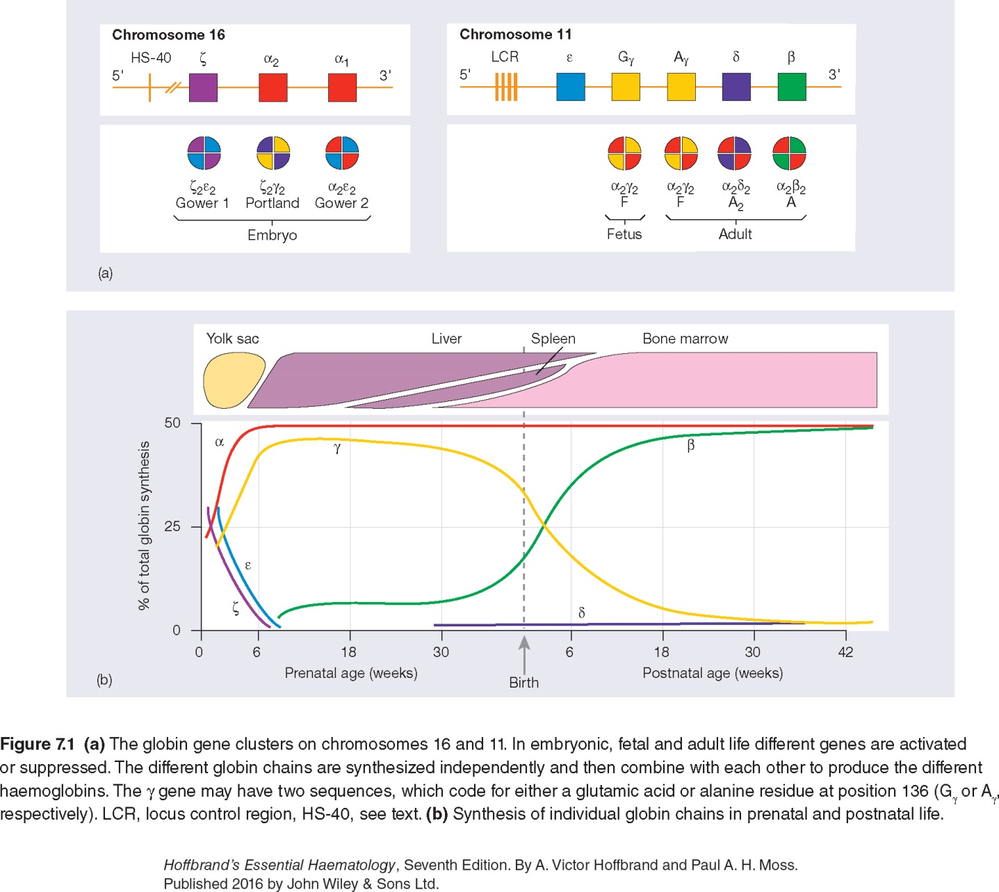 Chromosome 16
HS-40 ζ α2 α1
5' 3'
ζ2ε2 ζ2γ2 α2ε2
Gower 1 Portland Gower 2
Embryo
Chromosome 11
LCR ε Gγ Aγ δ β
5' 3'
α2γ2 α2γ2 α2δ2 α2β2
F F A2 A
Fetus Adult
(a)
Yolk sac Liver Spleen Bone marrow
% of total globin synthesis
50
25
0
α γ β
ε
ζ δ
0 6 18 30 6 18 30 42
Prenatal age (weeks) Birth Postnatal age (weeks)
(b)
Figure 7.1 (a) The globin gene clusters on chromosomes 16 and 11. In embryonic, fetal and adult life different genes are activated
or suppressed. The different globin chains are synthesized independently and then combine with each other to produce the different
haemoglobins. The γ gene may have two sequences, which code for either a glutamic acid or alanine residue at position 136 (Gγ or Aγ,
respectively). LCR, locus control region, HS-40, see text. (b) Synthesis of individual globin chains in prenatal and postnatal life.
Hoffbrand's Essential Haematology, Seventh Edition. By A. Victor Hoffbrand and Paul A. H. Moss.
Published 2016 by John Wiley & Sons Ltd.